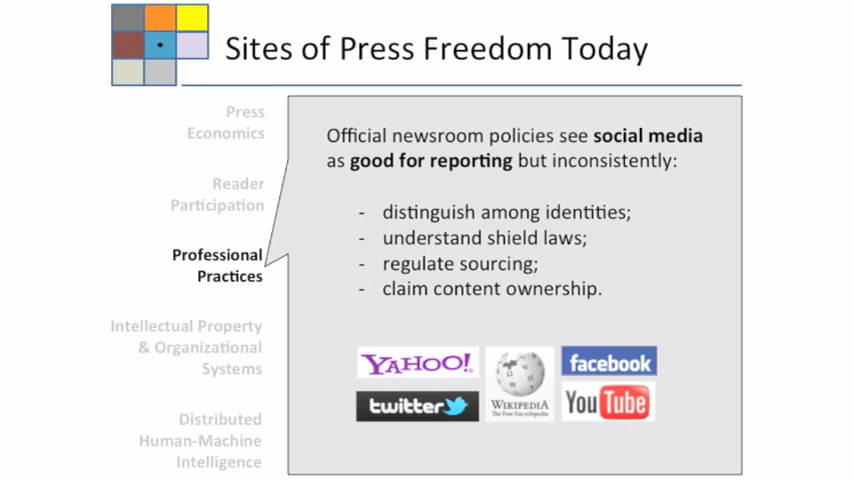 Sites of Press Freedom Today
Press
Economics
Reader
Participation
Professional
Practices
Intellectual Property
& Organizational
Systems
Distributed
Human-Machine
Intelligence
Official newsroom policies see social media
as good for reporting but inconsistently:
- distinguish among identities;
- understand shield laws;
- regulate sourcing;
- claim content ownership.
YAHOO!
twitter
WIKIPEDIA
The Free Encyclopedia
facebook
YouTube